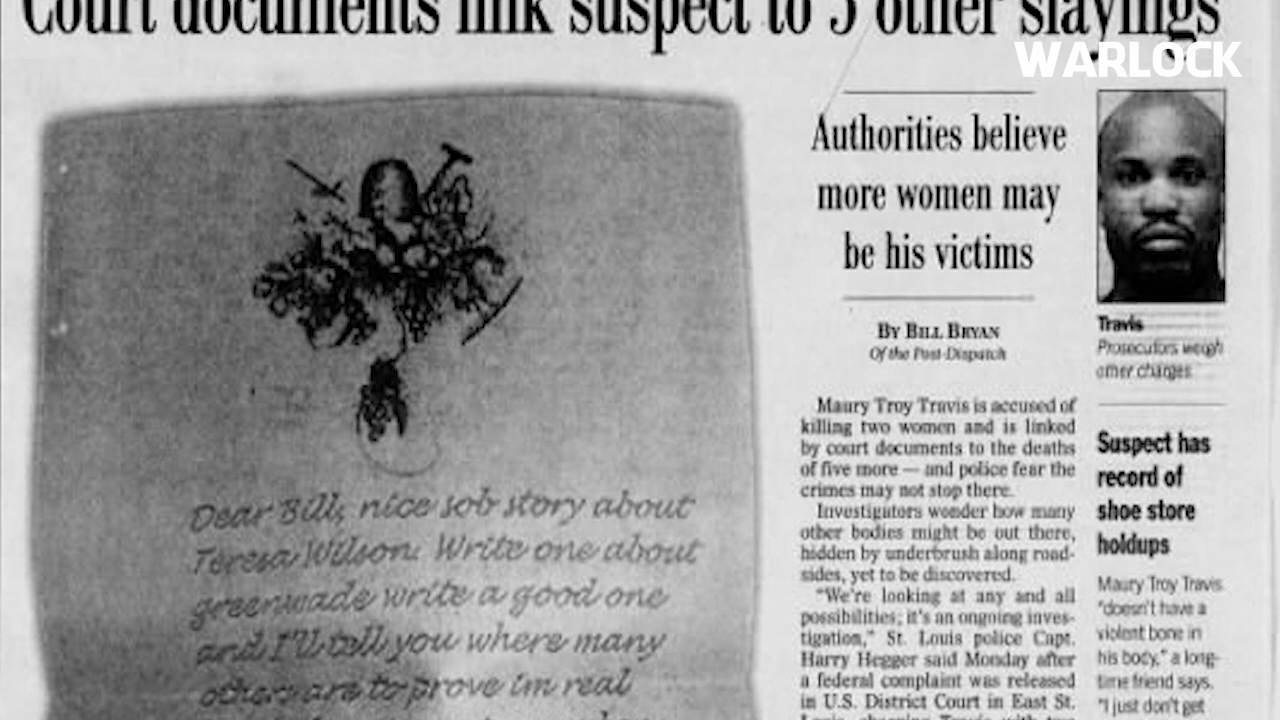 Court documents link suspect to 5 other slayings
WARLOCK
Dear Bill, nice sob story about
Teresa Wilson. Write one about
greenwade write a good one
and I'll tell you where many
others are to prove im real
Authorities believe
more women may
be his victims
BY BILL BRYAN
Of the Post-Dispatch
Maury Troy Travis is accused of
killing two women and is linked
by court documents to the deaths
of five more — and police fear the
crimes may not stop there.
Investigators wonder how many
other bodies might be out there,
hidden by underbrush along road-
sides, yet to be discovered.
"We're looking at any and all
possibilities; it's an ongoing inves-
tigation," St. Louis police Capt.
Harry Hegger said Monday after
a federal complaint was released
in U.S. District Court in East St.
Travis
Prosecutors weigh
other charges
Suspect has
record of
shoe store
holdups
Maury Troy Travis
"doesn't have a
violent bone in
his body," a long-
time friend says.
"I just don't get